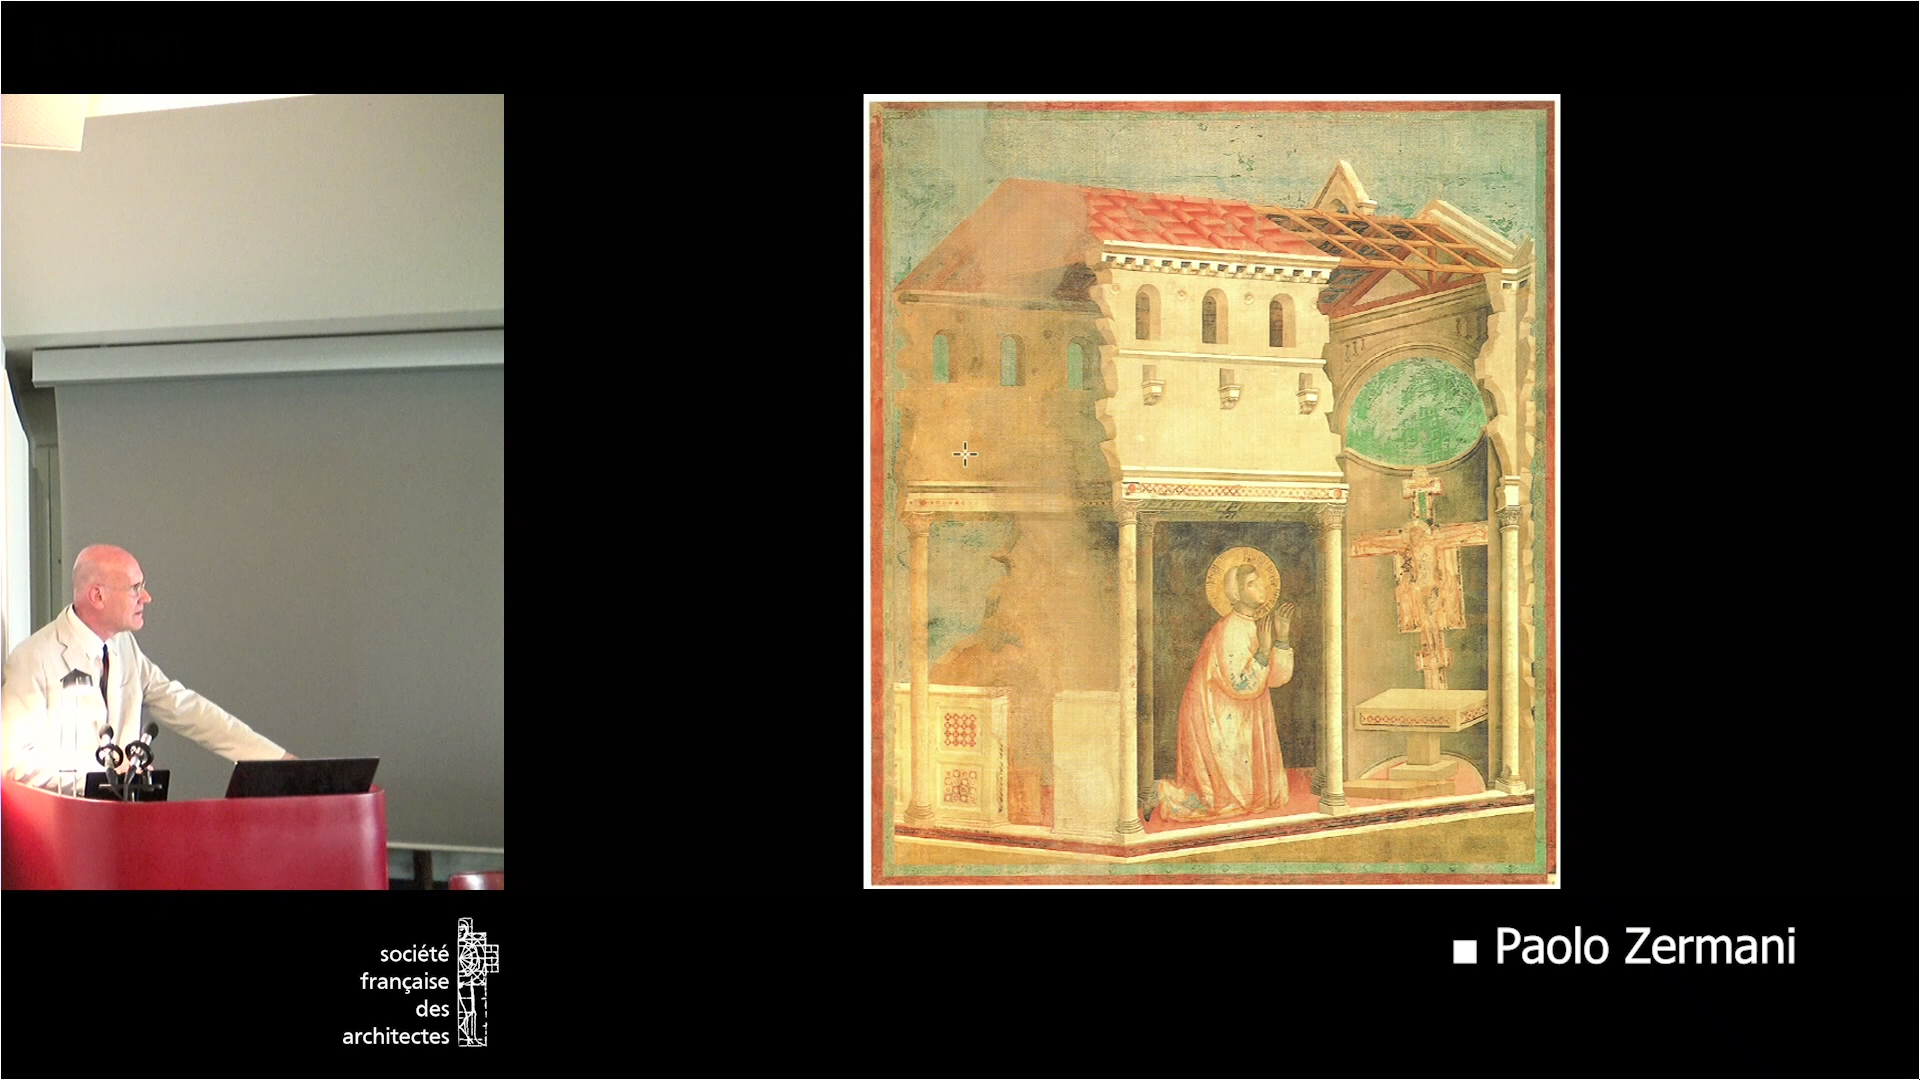 société
française
des
architectes
Paolo Zermani